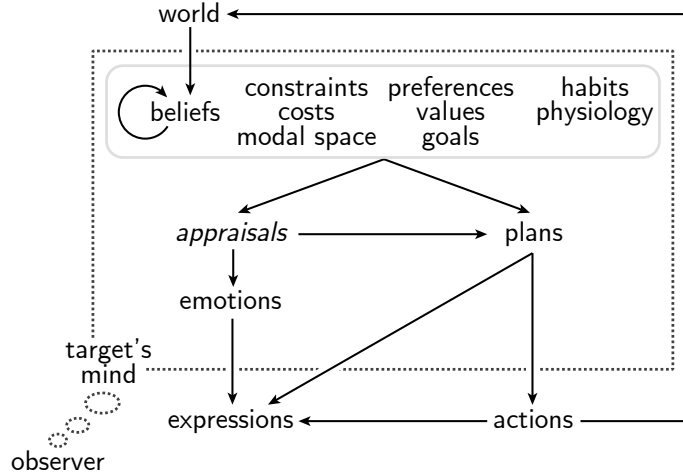 world
constraints preferences habits
beliefs costs values physiology
modal space goals
appraisals plans
emotions
target's
mind
expressions actions
observer